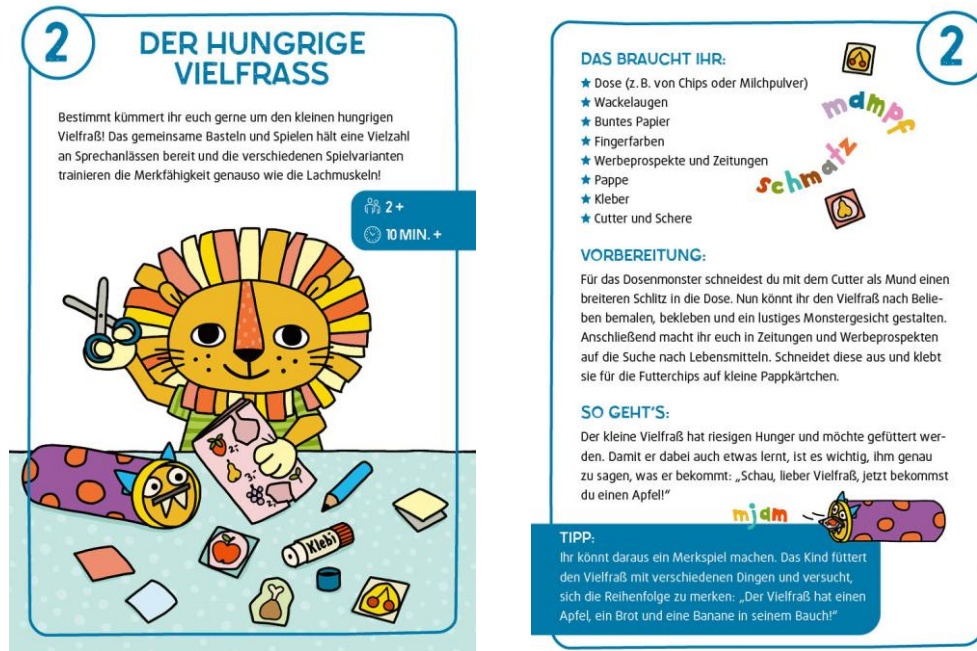 2
DER HUNGRIGE
VIELFRASS
Bestimmt kümmert ihr euch gerne um den kleinen hungrigen
Vielfraß! Das gemeinsame Basteln und Spielen hält eine Vielzahl
an Sprechanlässen bereit und die verschiedenen Spielvarianten
trainieren die Merkfähigkeit genauso wie die Lachmuskeln!
2 +
10 MIN. +
Klebi
2
DAS BRAUCHT IHR:
★ Dose (z. B. von Chips oder Milchpulver)
★ Wackelaugen
★ Buntes Papier
★ Fingerfarben
★ Werbeprospekte und Zeitungen
★ Pappe
★ Kleber
★ Cutter und Schere
mampf
schmatz
VORBEREITUNG:
Für das Dosenmonster schneidest du mit dem Cutter als Mund einen
breiteren Schlitz in die Dose. Nun könnt ihr den Vielfraß nach Belie-
ben bemalen, bekleben und ein lustiges Monstergesicht gestalten.
Anschließend macht ihr euch in Zeitungen und Werbeprospekten
auf die Suche nach Lebensmitteln. Schneidet diese aus und klebt
sie für die Futterchips auf kleine Pappkärtchen.
SO GEHT'S:
Der kleine Vielfraß hat riesigen Hunger und möchte gefüttert wer-
den. Damit er dabei auch etwas lernt, ist es wichtig, ihm genau
zu sagen, was er bekommt: „Schau, lieber Vielfraß, jetzt bekommst
du einen Apfel!“
mjam
TIPP:
Ihr könnt daraus ein Merkspiel machen. Das Kind füttert
den Vielfraß mit verschiedenen Dingen und versucht,
sich die Reihenfolge zu merken: „Der Vielfraß hat einen
Apfel, ein Brot und eine Banane in seinem Bauch!“